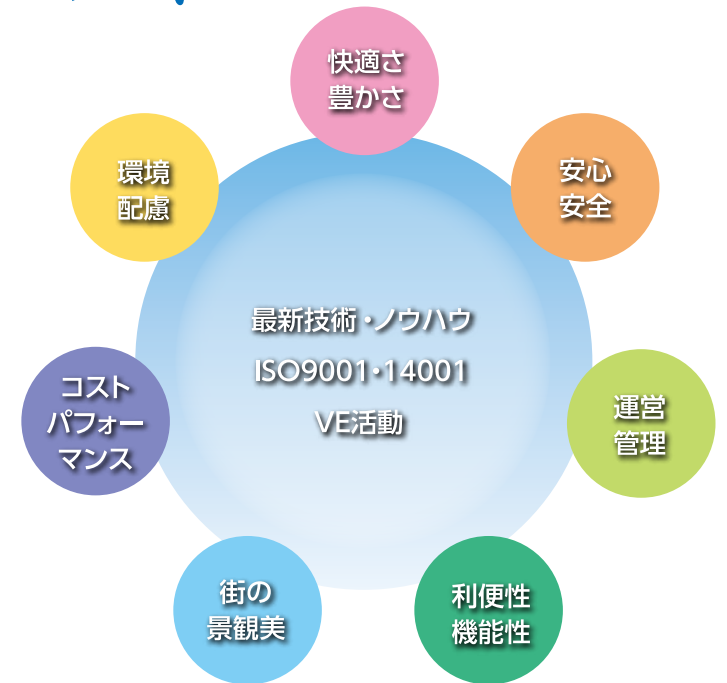 快適さ
豊かさ
安心
安全
運営
管理
利便性
機能性
街の
景観美
コスト
パフォー
マンス
環境
配慮
最新技術・ノウハウ
ISO9001・14001
VE活動